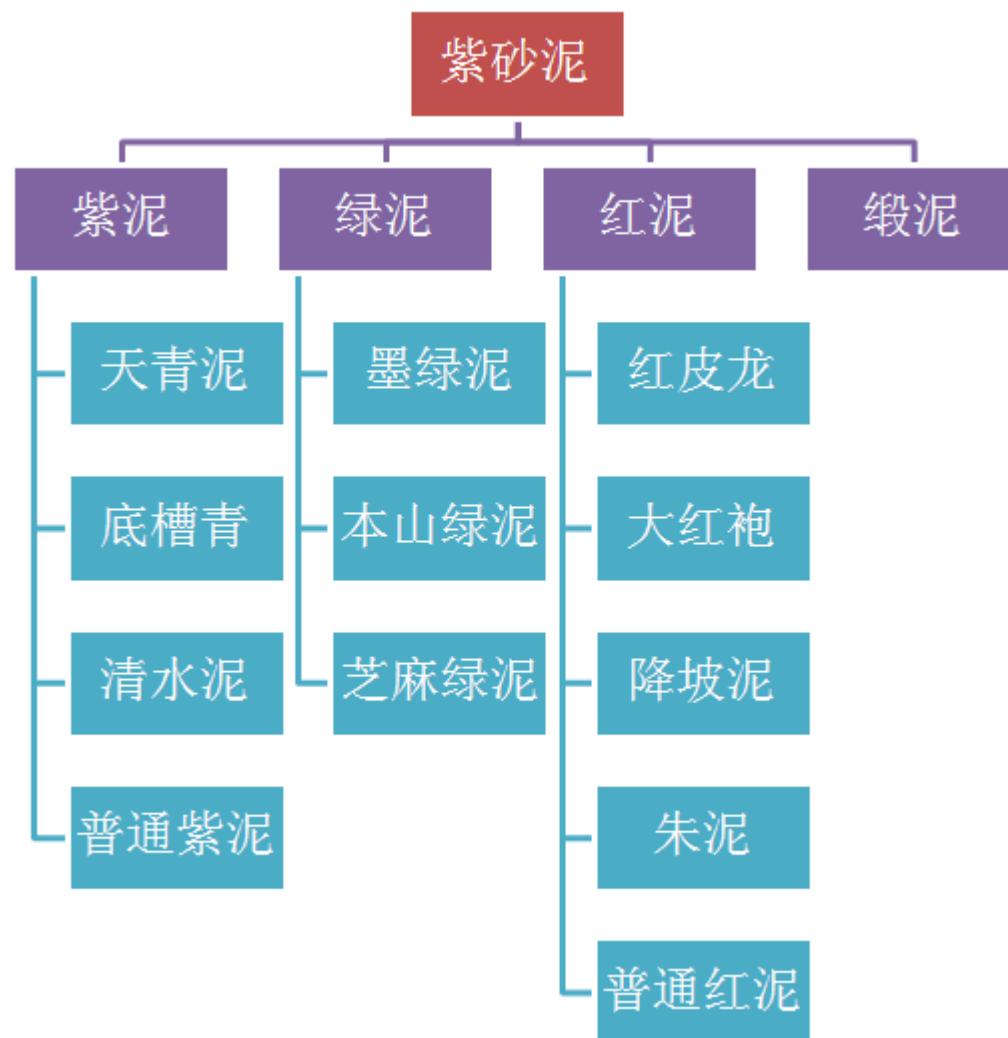 紫砂泥
紫泥
绿泥
红泥
缎泥
天青泥
墨绿泥
红皮龙
底槽青
本山绿泥
大红袍
清水泥
芝麻绿泥
降坡泥
普通紫泥
朱泥
普通红泥